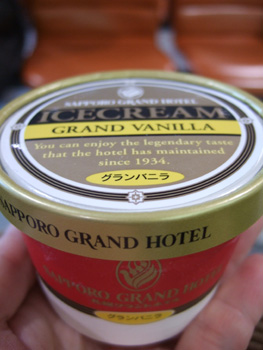 SAPPORO GRAND HOTEL
ICECREAM
GRAND VANILLA
You can enjoy the legendary taste
that the hotel has maintained
since 1934.
グランバニラ
SAPPORO GRAND HOTEL
SAPPORO GRAND HOTEL
グランバニラ